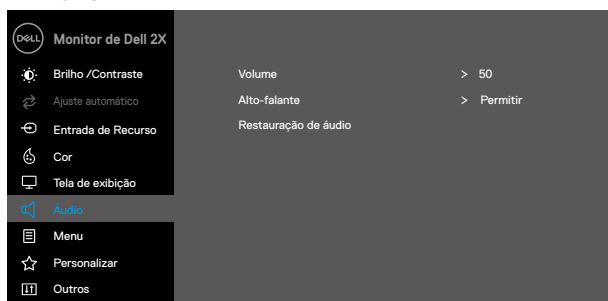 DELL
Monitor de Dell 2X
Brilho /Contraste
Ajuste automático
Entrada de Recurso
Cor
Tela de exibição
Áudio
Menu
Personalizar
Outros
Volume > 50
Alto-falante > Permitir
Restauração de áudio